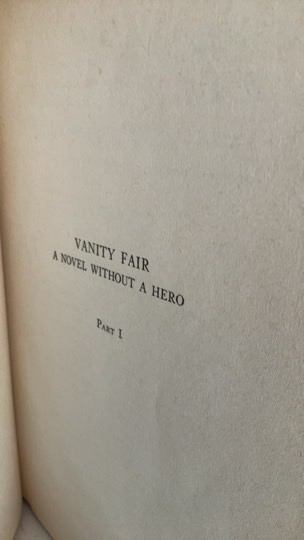 VANITY FAIR
A NOVEL WITHOUT A HERO
Part I